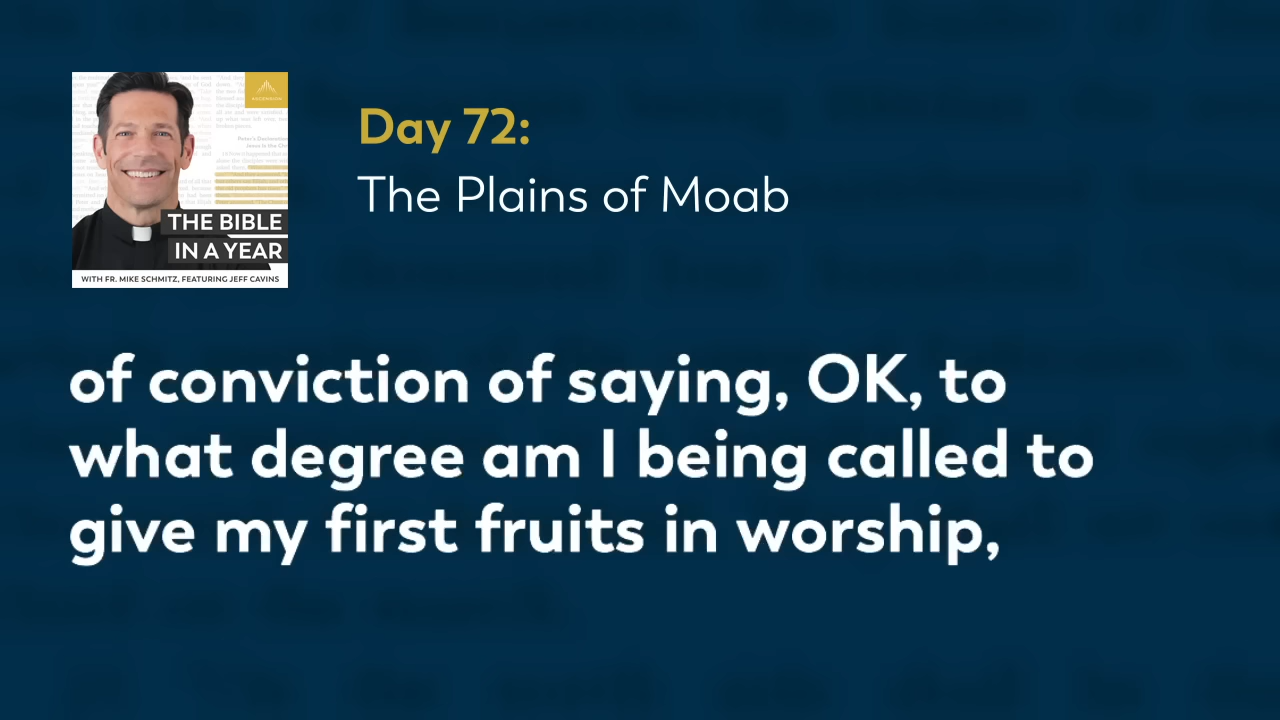 ASCENSION
THE BIBLE
IN A YEAR
WITH FR. MIKE SCHMITZ, FEATURING JEFF CAVINS
Day 72:
The Plains of Moab
of conviction of saying, OK, to
what degree am I being called to
give my first fruits in worship,